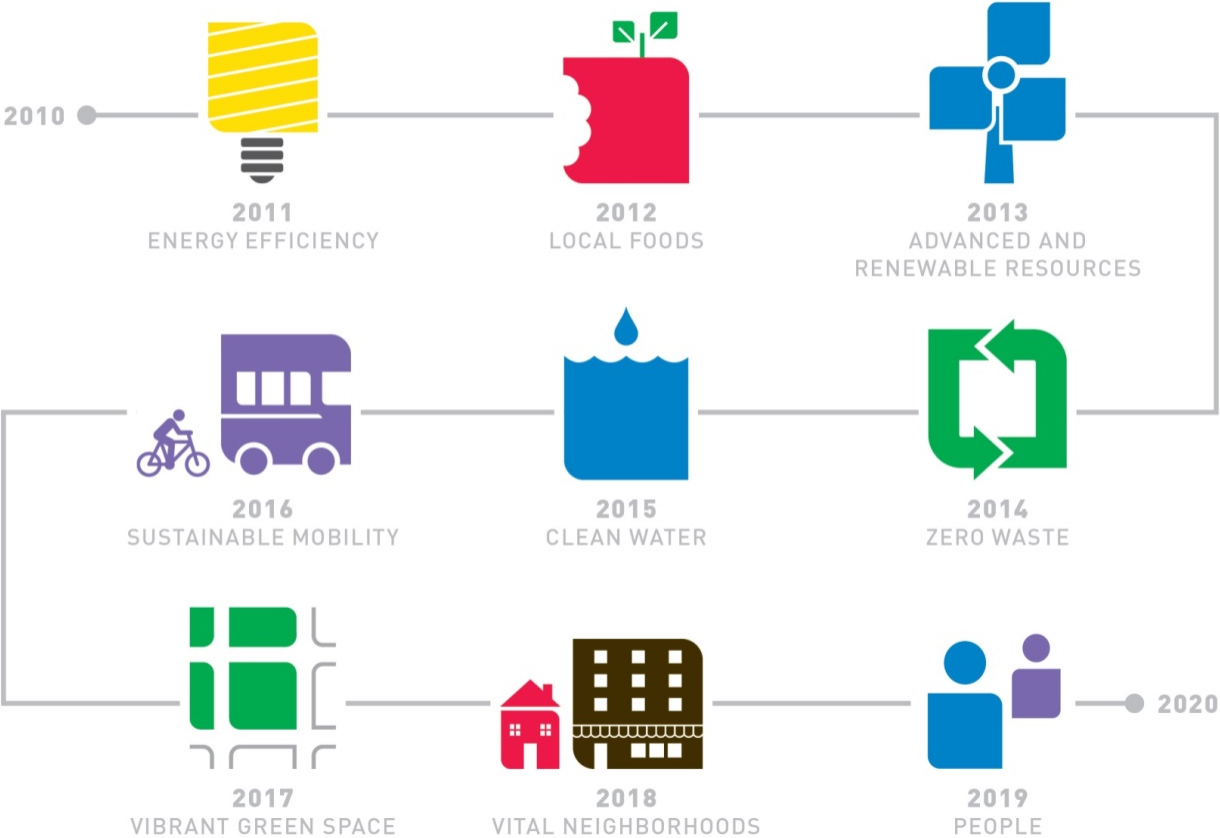 2010
2011
ENERGY EFFICIENCY
2012
LOCAL FOODS
2013
ADVANCED AND
RENEWABLE RESOURCES
2014
ZERO WASTE
2015
CLEAN WATER
2016
SUSTAINABLE MOBILITY
2017
VIBRANT GREEN SPACE
2018
VITAL NEIGHBORHOODS
2019
PEOPLE
2020